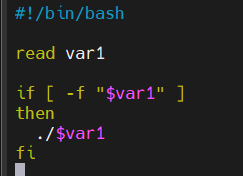 #!/bin/bash
read var1
if [ -f "$var1" ]
then
  ./$var1
fi